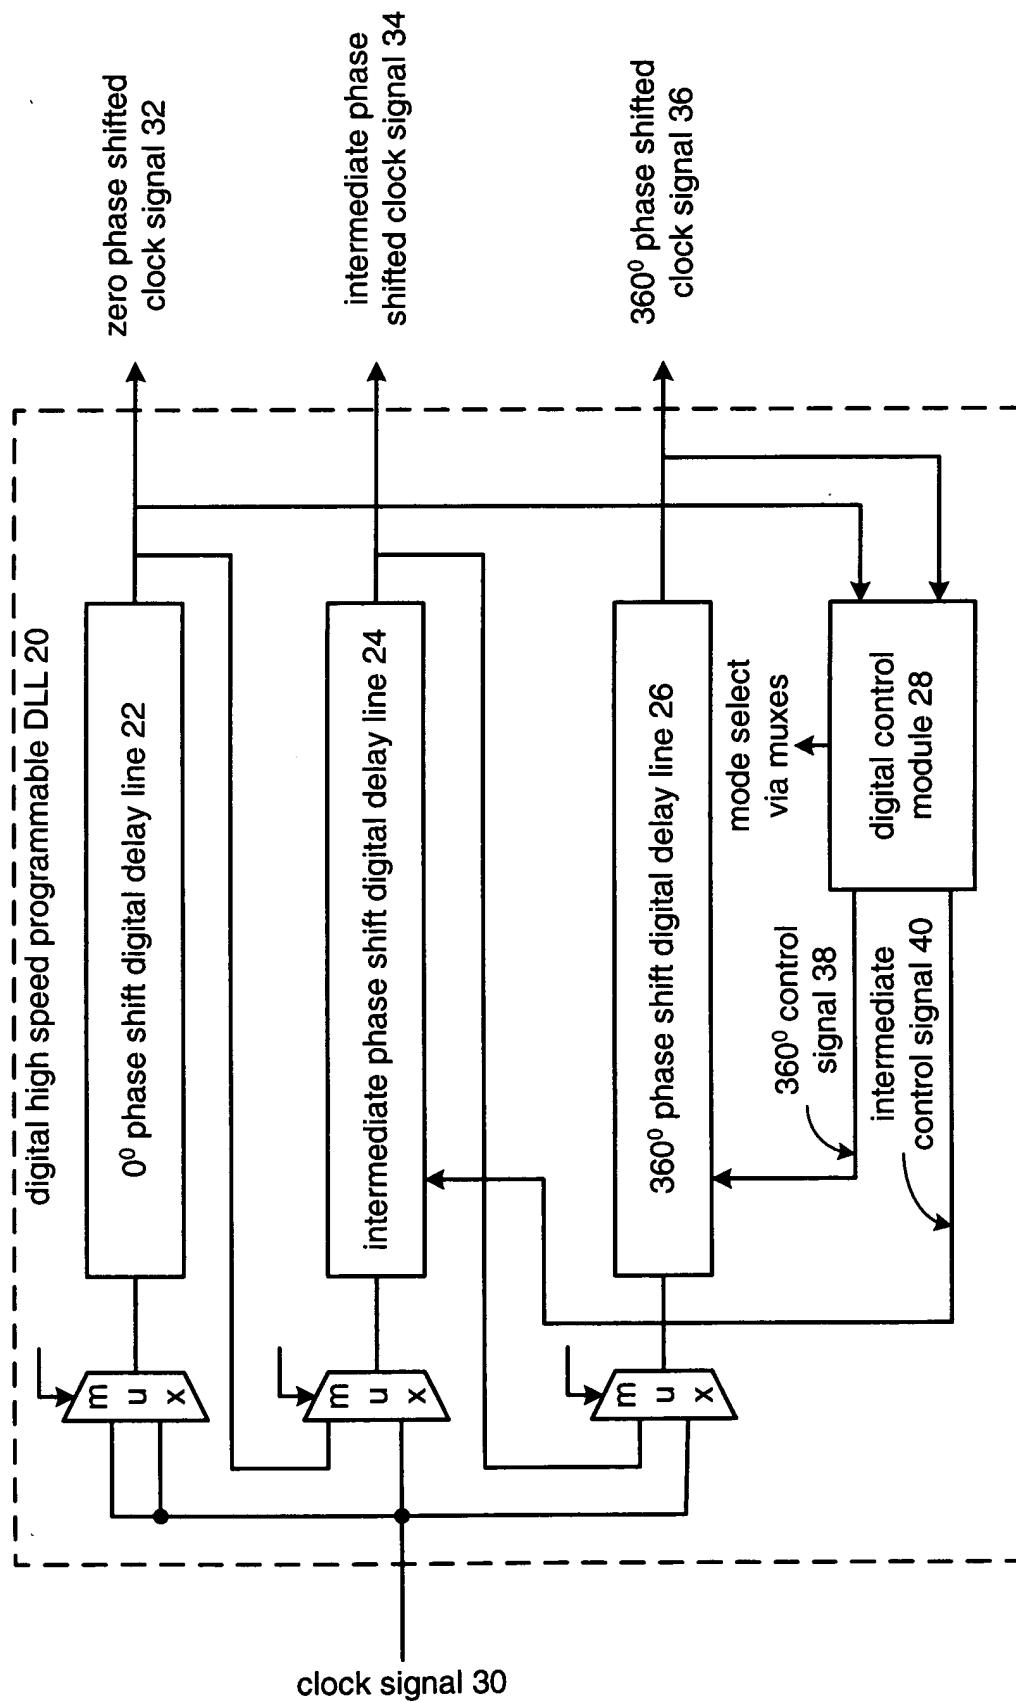 digital high speed programmable DLL 20
zero phase shifted
clock signal 32
0⁰ phase shift digital delay line 22
m
u
x
intermediate phase
shifted clock signal 34
intermediate phase shift digital delay line 24
m
u
x
360⁰ phase shifted
clock signal 36
360⁰ phase shift digital delay line 26
m
u
x
clock signal 30
mode select
via muxes
360⁰ control
signal 38
intermediate
control signal 40
digital control
module 28